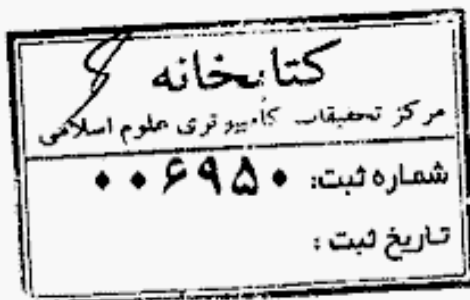 کتابخانه
مرکز تحقیقات کامپیوتری علوم اسلامی
شماره ثبت: ۰۰۶۹۵۰
تاریخ ثبت :